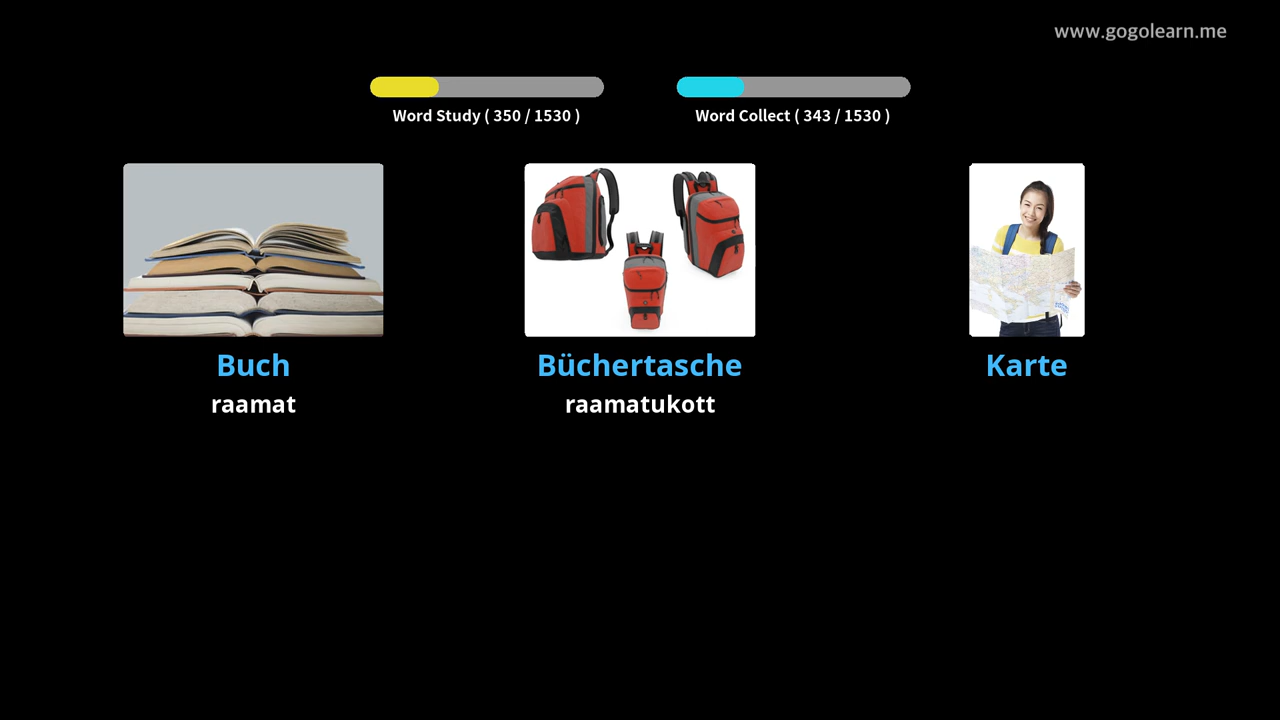 www.gogolearn.me
Word Study ( 350 / 1530 )
Word Collect ( 343 / 1530 )
Buch
raamat
Büchertasche
raamatukott
Karte